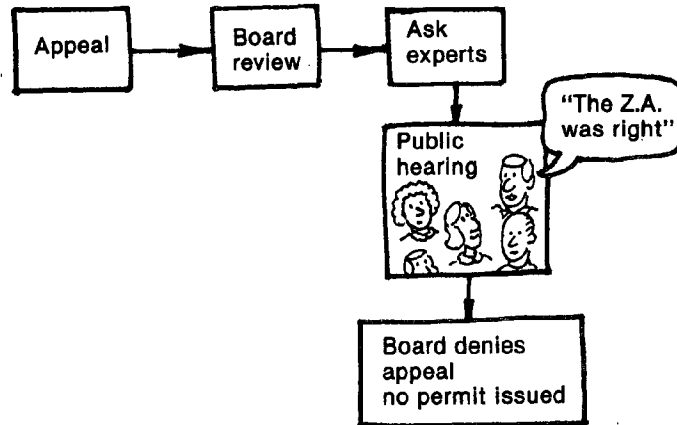 Appeal
Board
review
Ask
experts
Public
hearing
“The Z.A.
was right”
Board denies
appeal
no permit issued